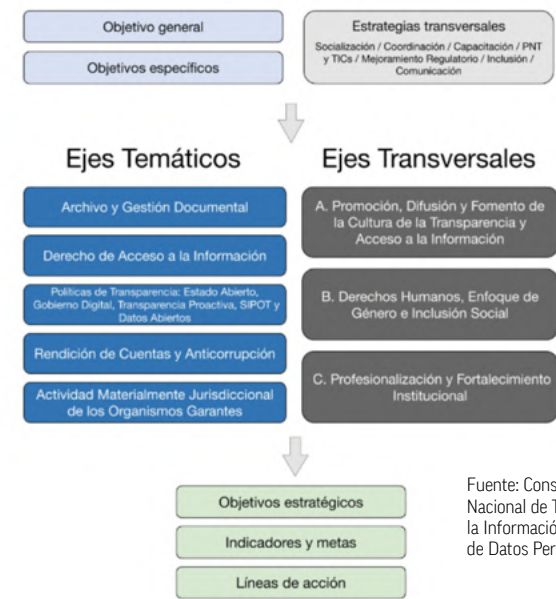 Objetivo general
Objetivos específicos
Estrategias transversales
Socialización / Coordinación / Capacitación / PNT
y TICs / Mejoramiento Regulatorio / Inclusión /
Comunicación
Ejes Temáticos
Archivo y Gestión Documental
Derecho de Acceso a la Información
Políticas de Transparencia: Estado Abierto,
Gobierno Digital, Transparencia Proactiva, SIPOT y
Datos Abiertos
Rendición de Cuentas y Anticorrupción
Actividad Materialmente Jurisdiccional
de los Organismos Garantes
Ejes Transversales
A. Promoción, Difusión y Fomento de
la Cultura de la Transparencia y
Acceso a la Información
B. Derechos Humanos, Enfoque de
Género e Inclusión Social
C. Profesionalización y Fortalecimiento
Institucional
Objetivos estratégicos
Indicadores y metas
Líneas de acción
Fuente: Cons
Nacional de T
la Informació
de Datos Per